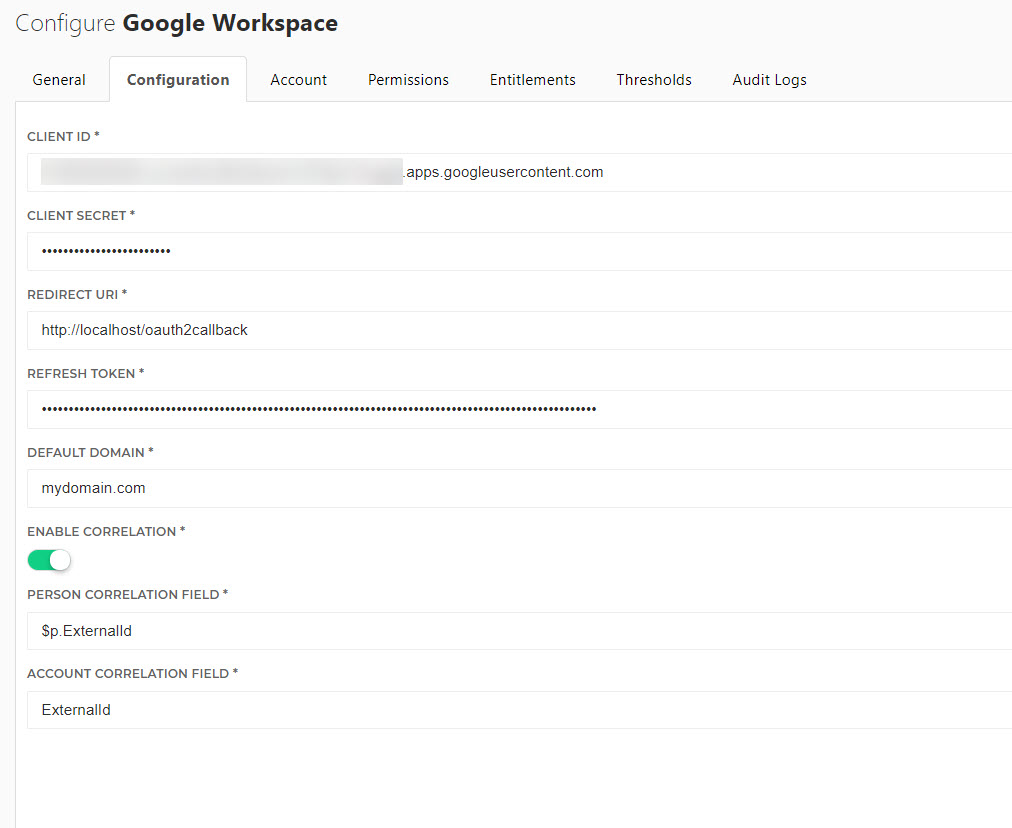 Configure Google Workspace
General Configuration Account Permissions Entitlements Thresholds Audit Logs
CLIENT ID *
.apps.googleusercontent.com
CLIENT SECRET *
••••••••••••••••••••••••
REDIRECT URI *
http://localhost/oauth2callback
REFRESH TOKEN *
•••••••••••••••••••••••••••••••••••••••••••••••••••••••••••••••••••••••••••••••••••••••••••••••••••••••
DEFAULT DOMAIN *
mydomain.com
ENABLE CORRELATION *
PERSON CORRELATION FIELD *
$p.ExternalId
ACCOUNT CORRELATION FIELD *
ExternalId